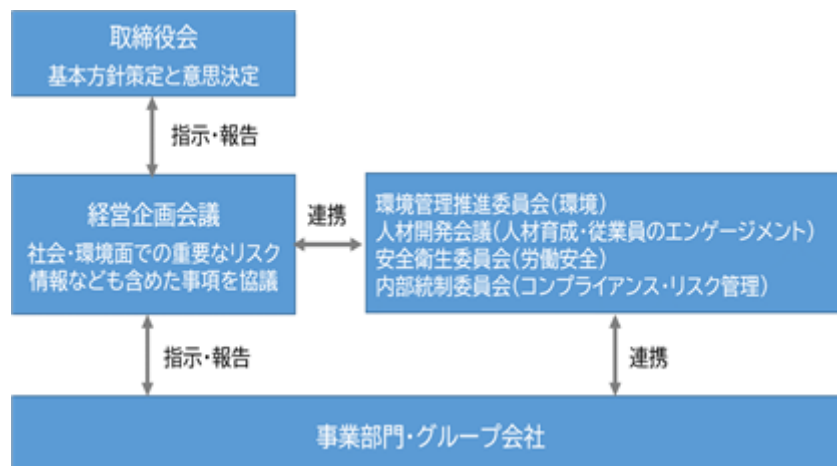 取締役会
基本方針策定と意思決定
指示・報告
経営企画会議
社会・環境面での重要なリスク
情報なども含めた事項を協議
連携
環境管理推進委員会(環境)
人材開発会議(人材育成・従業員のエンゲージメント)
安全衛生委員会(労働安全)
内部統制委員会(コンプライアンス・リスク管理)
指示・報告
連携
事業部門・グループ会社